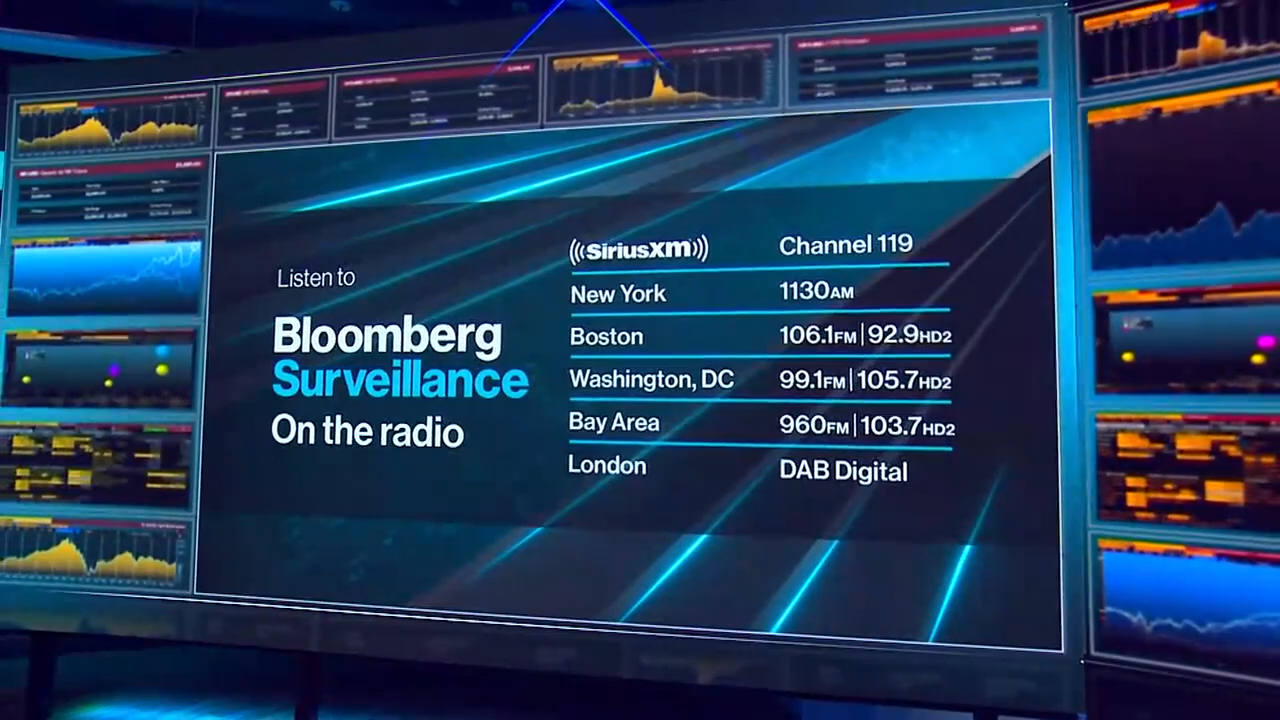 Listen to
Bloomberg
Surveillance
On the radio
((SiriusXM)) Channel 119
New York 1130AM
Boston 106.1FM|92.9HD2
Washington, DC 99.1FM|105.7HD2
Bay Area 960FM|103.7HD2
London DAB Digital